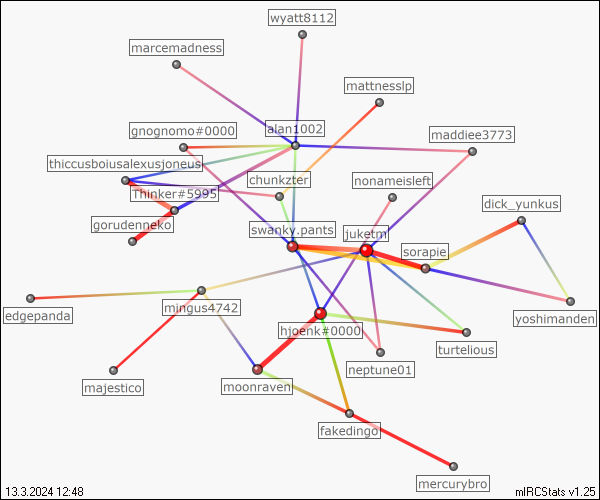 wyatt8112
marcemadness
mattnesslp
gnognomo#0000
alan1002
maddiee3773
thiccusboiusalexusjoneus
chunkzter
nonameisleft
Thinker#5995
dick_yunkus
gorudenneko
swanky.pants
juketm
sorapie
edgepanda
mingus4742
yoshimanden
hjoenk#0000
turtelious
neptune01
majestico
moonraven
fakedingo
mercurybro
13.3.2024 12:48
mIRCStats v1.25